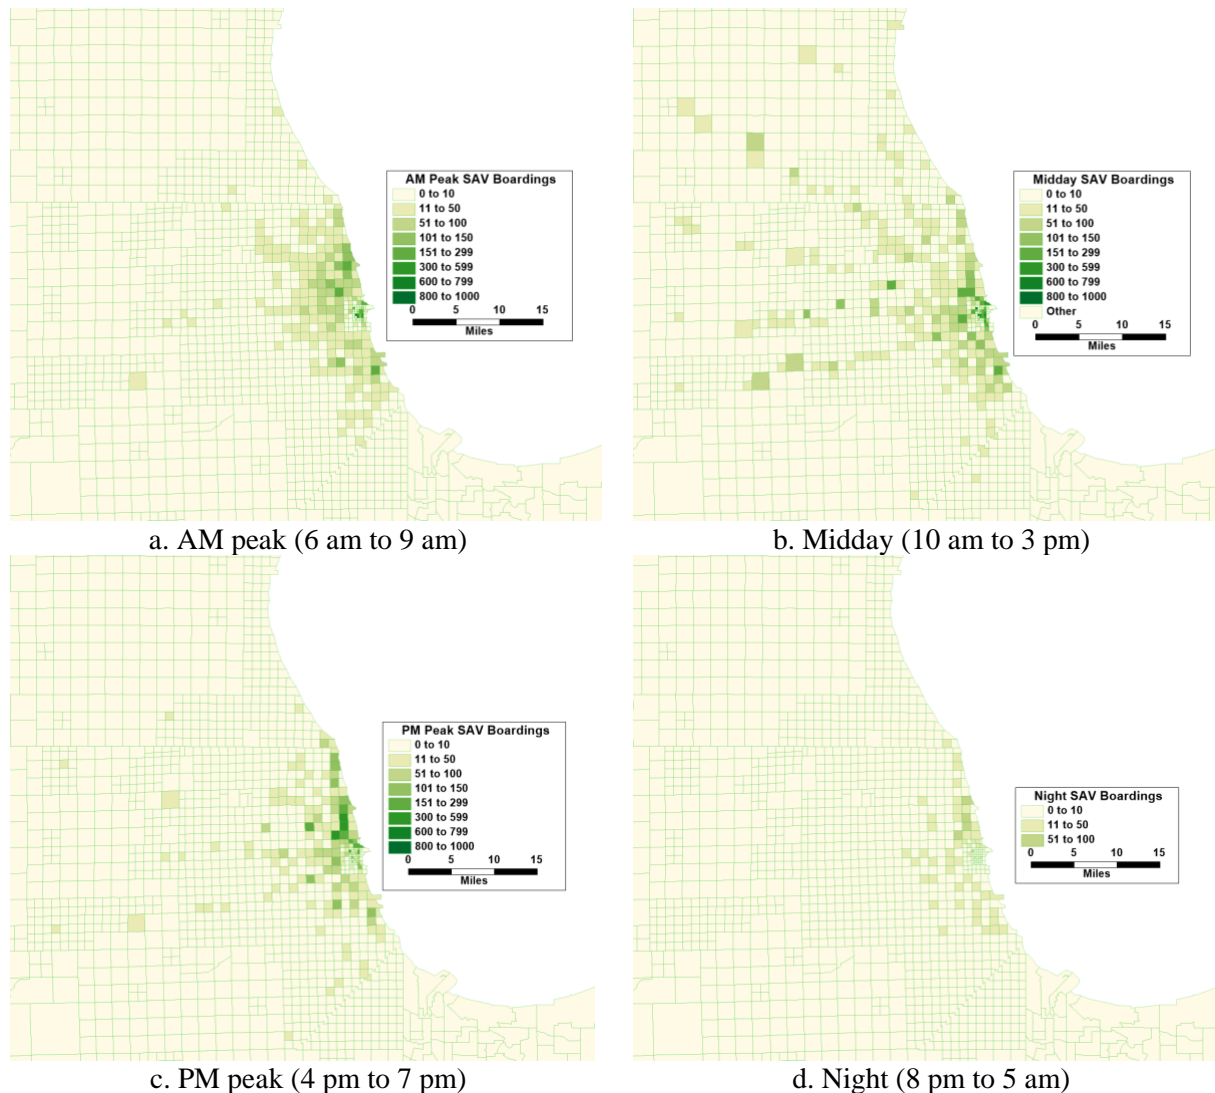 AM Peak SAV Boardings
0 to 10
11 to 50
51 to 100
101 to 150
151 to 299
300 to 599
600 to 799
800 to 1000
0 5 10 15
Miles
a. AM peak (6 am to 9 am)
Midday SAV Boardings
0 to 10
11 to 50
51 to 100
101 to 150
151 to 299
300 to 599
600 to 799
800 to 1000
Other
0 5 10 15
Miles
b. Midday (10 am to 3 pm)
PM Peak SAV Boardings
0 to 10
11 to 50
51 to 100
101 to 150
151 to 299
300 to 599
600 to 799
800 to 1000
0 5 10 15
Miles
c. PM peak (4 pm to 7 pm)
Night SAV Boardings
0 to 10
11 to 50
51 to 100
0 5 10 15
Miles
d. Night (8 pm to 5 am)